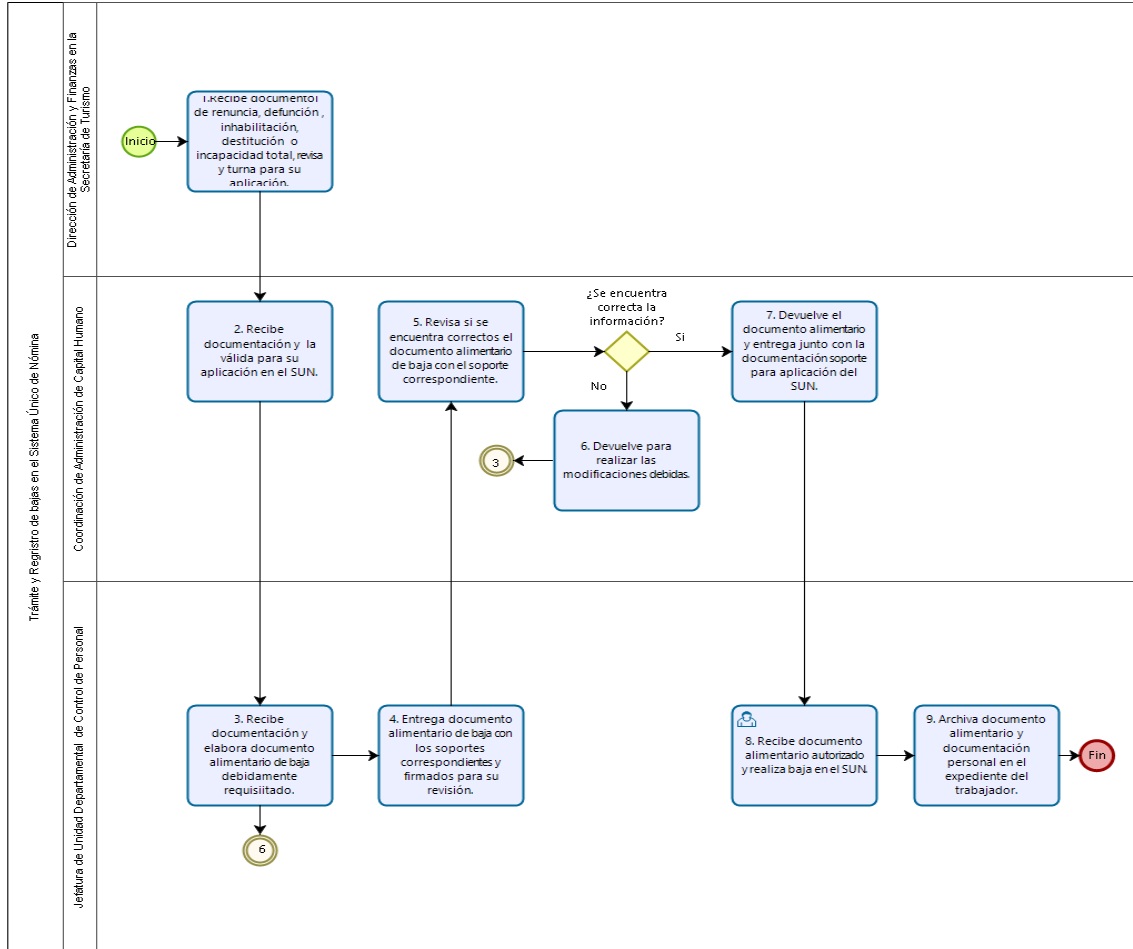 Trámite y Regristro de bajas en el Sistema Único de Nómina
Dirección de Administración y Finanzas en la
Secretaría de Turismo
Inicio
1.Recibe documento1
de renuncia, defunción ,
inhabilitación,
destitución o
incapacidad total, revisa
y turna para su
aplicación.
Coordinación de Administración de Capital Humano
2. Recibe
documentación y la
válida para su
aplicación en el SUN.
5. Revisa si se
encuentra correctos el
documento alimentario
de baja con el soporte
correspondiente.
¿Se encuentra
correcta la
información?
Si
No
7. Devuelve el
documento alimentario
y entrega junto con la
documentación soporte
para aplicación del
SUN.
3
6. Devuelve para
realizar las
modificaciones debidas.
Jefatura de Unidad Departamental de Control de Personal
3. Recibe
documentación y
elabora documento
alimentario de baja
debidamente
requisiitado.
4. Entrega documento
alimentario de baja con
los soportes
correspondientes y
firmados para su
revisión.
8. Recibe documento
alimentario autorizado
y realiza baja en el SUN.
9. Archiva documento
alimentario y
documentación
personal en el
expediente del
trabajador.
Fin
6